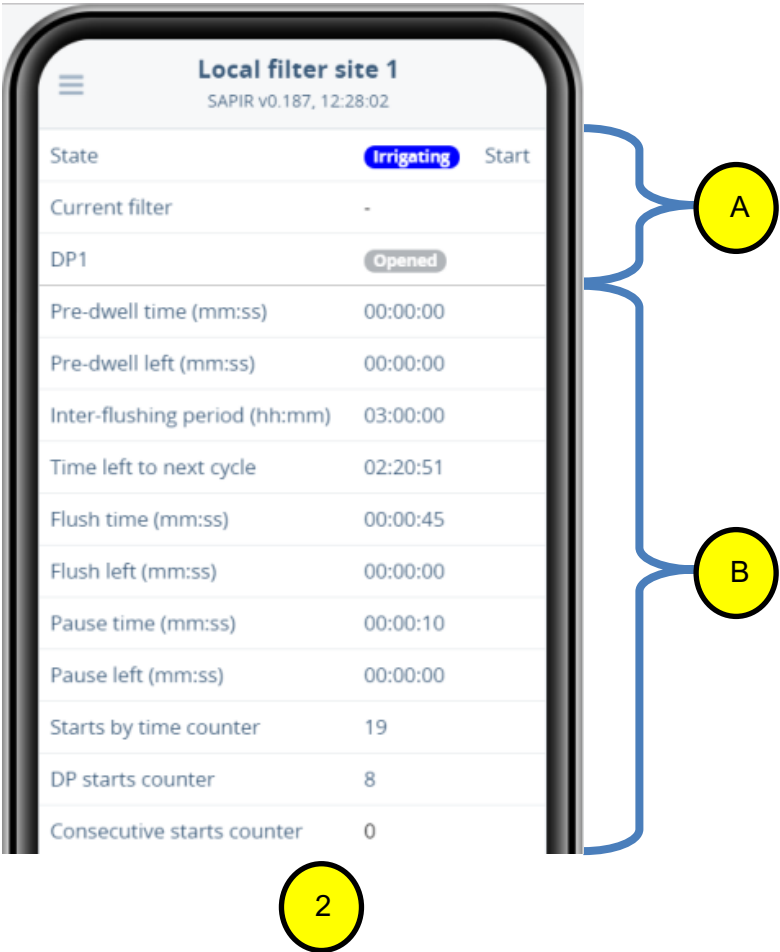 Local filter site 1
SAPIR v0.187, 12:28:02
State Irrigating Start
Current filter -
DP1 Opened
Pre-dwell time (mm:ss) 00:00:00
Pre-dwell left (mm:ss) 00:00:00
Inter-flushing period (hh:mm) 03:00:00
Time left to next cycle 02:20:51
Flush time (mm:ss) 00:00:45
Flush left (mm:ss) 00:00:00
Pause time (mm:ss) 00:00:10
Pause left (mm:ss) 00:00:00
Starts by time counter 19
DP starts counter 8
Consecutive starts counter 0
A
B
2